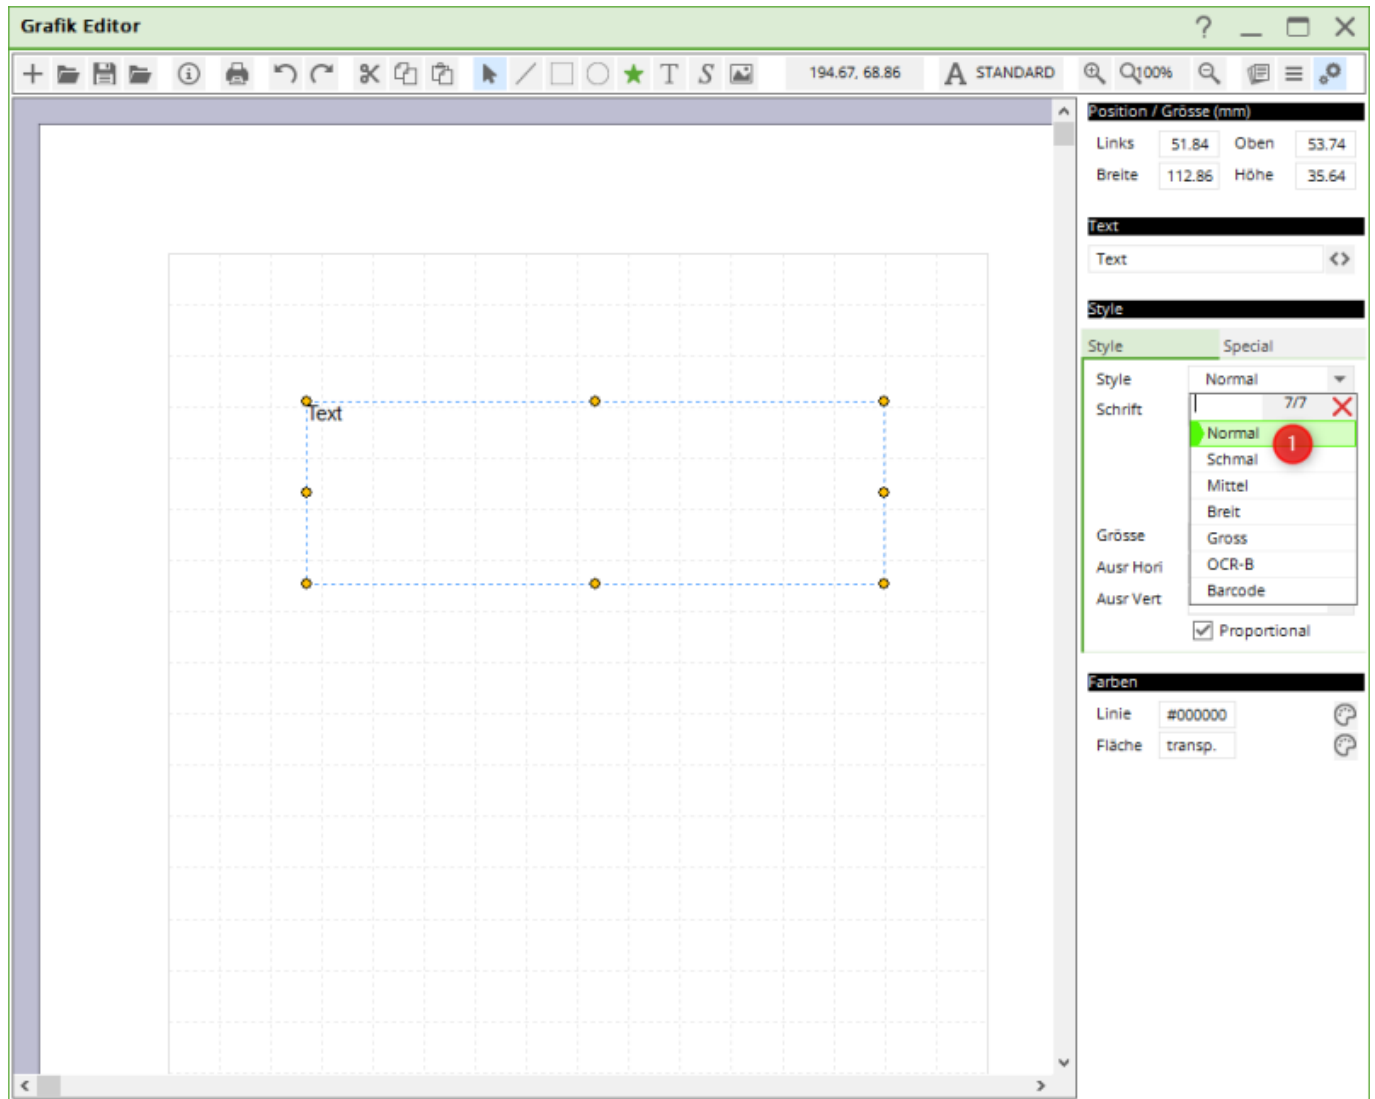 Grafik Editor
194.67, 68.86 A STANDARD 100%
Position / Grösse (mm)
Links 51.84 Oben 53.74
Breite 112.86 Höhe 35.64
Text
Text
Style
Style Special
Style Normal
Schrift 7/7
Normal 1
Schmal
Mittel
Breit
Grösse Gross
Ausr Hori OCR-B
Ausr Vert Barcode
Proportional
Farben
Linie #000000
Fläche transp.
Text